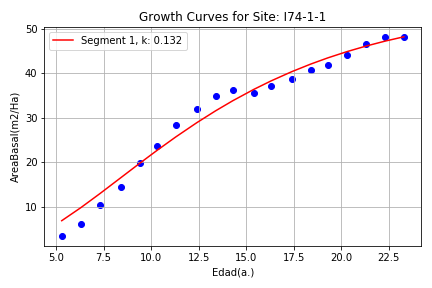 Growth Curves for Site: I74-1-1
Segment 1, k: 0.132
AreaBasal(m2/Ha)
50
40
30
20
10
5.0 7.5 10.0 12.5 15.0 17.5 20.0 22.5
Edad(a.)